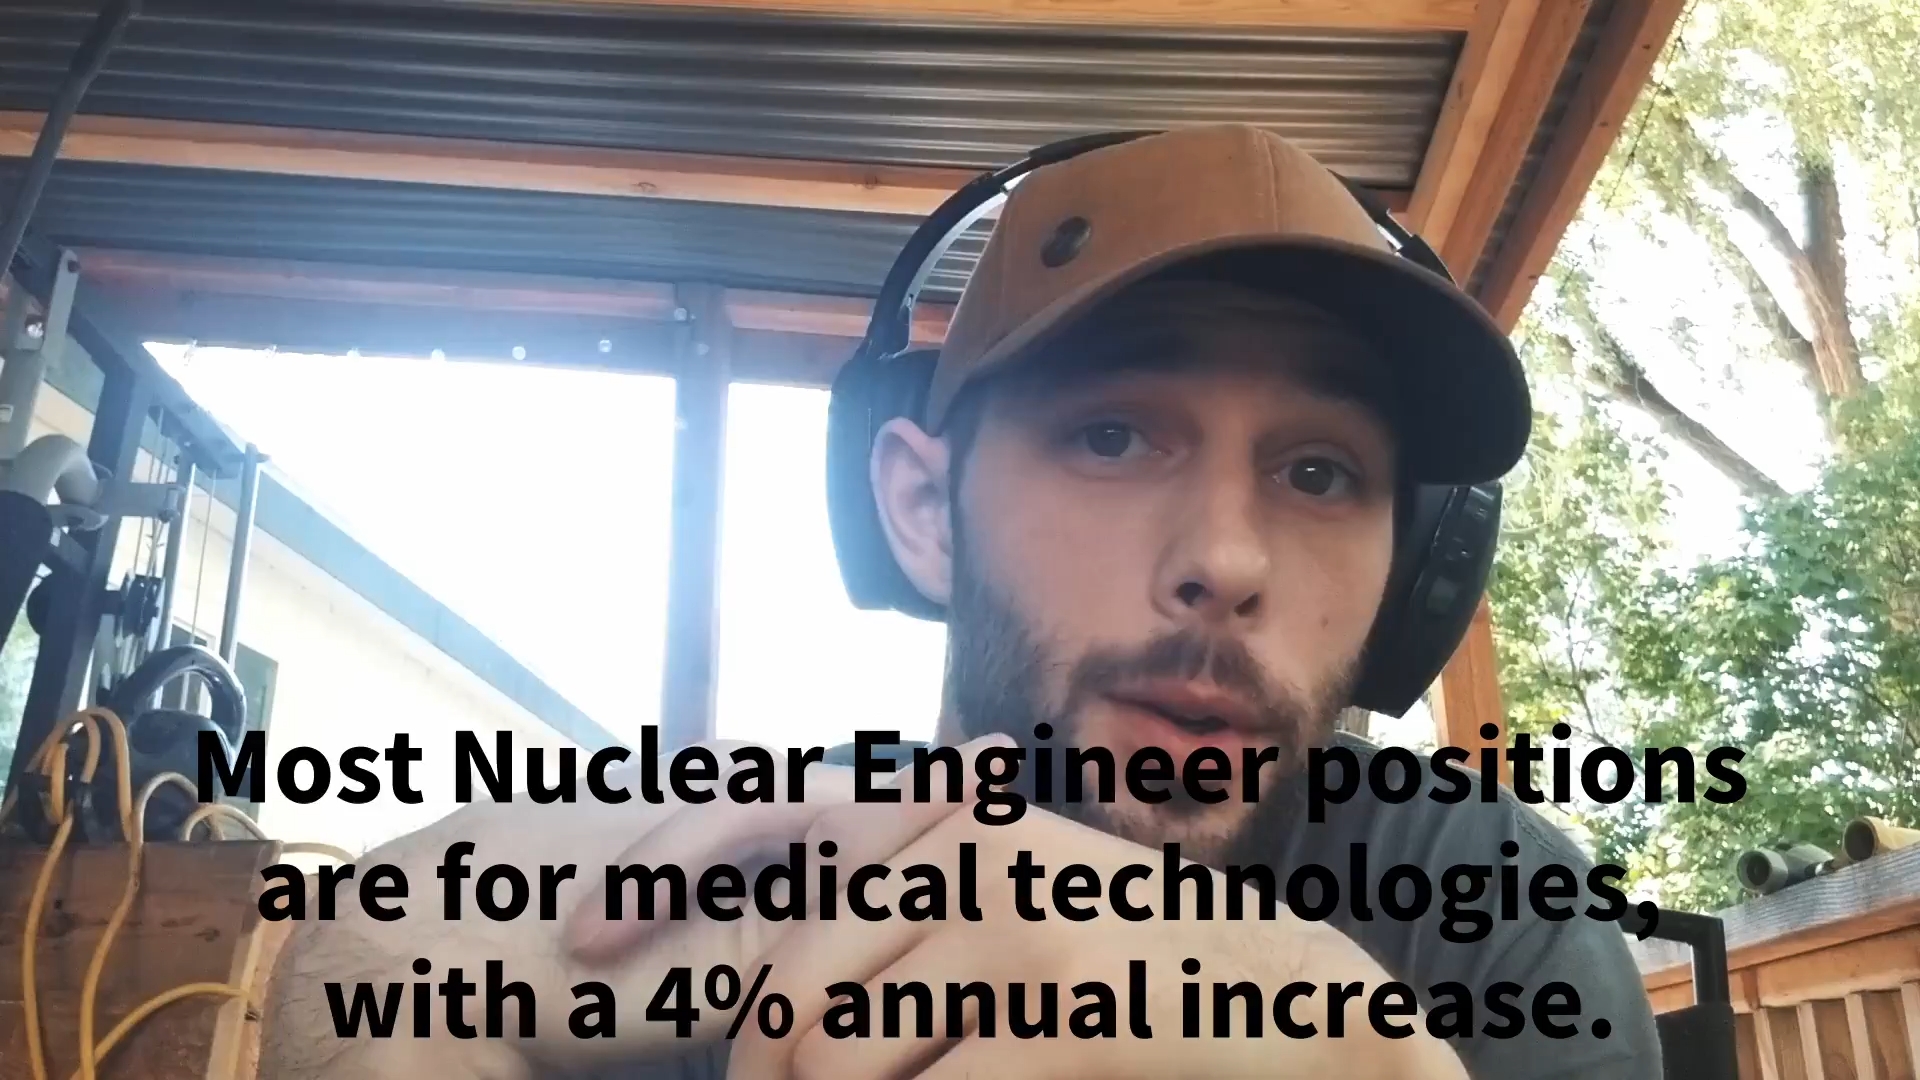 Most Nuclear Engineer positions
are for medical technologies,
with a 4% annual increase.